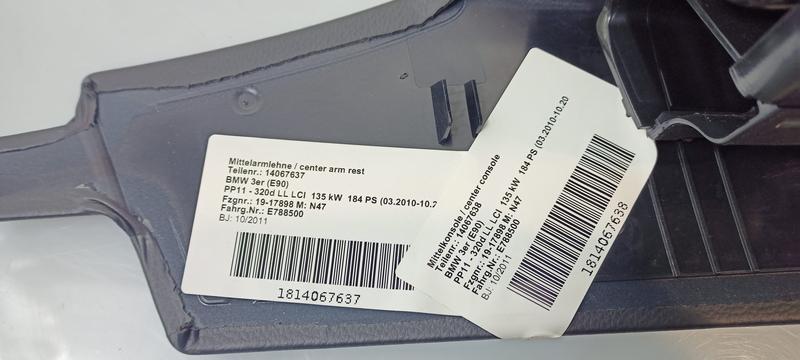 Mittelarmlehne / center arm rest
Teilenr.: 14067637
BMW 3er (E90)
PP11 - 320d LL LCI 135 kW 184 PS (03.2010-10.2
Fzgnr.: 19-17898 M: N47
Fahrg.Nr.: E788500
BJ: 10/2011
1814067637
Mittelkonsole / center console
Teilenr.: 14067638
BMW 3er (E90)
PP11 - 320d LL LCI 135 kW 184 PS (03.2010-10.20
Fzgnr.: 19-17898 M: N47
Fahrg.Nr.: E788500
BJ: 10/2011
1814067638